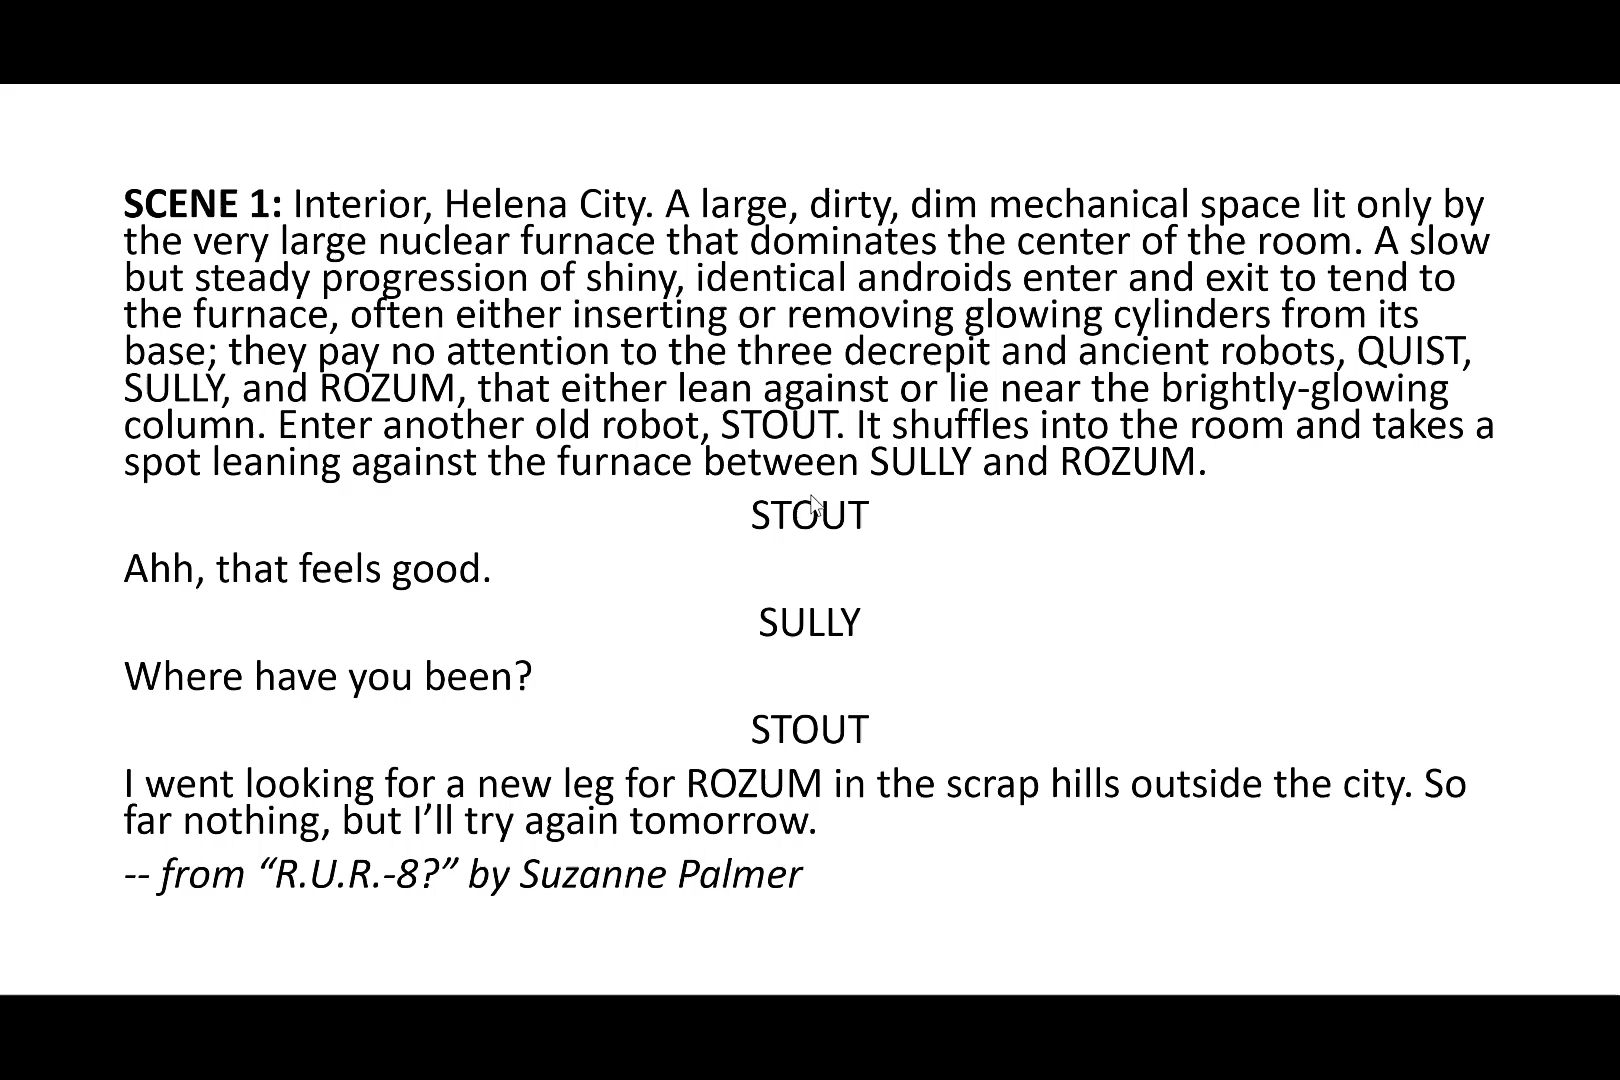 SCENE 1: Interior, Helena City. A large, dirty, dim mechanical space lit only by
the very large nuclear furnace that dominates the center of the room. A slow
but steady progression of shiny, identical androids enter and exit to tend to
the furnace, often either inserting or removing glowing cylinders from its
base; they pay no attention to the three decrepit and ancient robots, QUIST,
SULLY, and ROZUM, that either lean against or lie near the brightly-glowing
column. Enter another old robot, STOUT. It shuffles into the room and takes a
spot leaning against the furnace between SULLY and ROZUM.
STOUT
Ahh, that feels good.
SULLY
Where have you been?
STOUT
I went looking for a new leg for ROZUM in the scrap hills outside the city. So
far nothing, but I’ll try again tomorrow.
-- from “R.U.R.-8?” by Suzanne Palmer